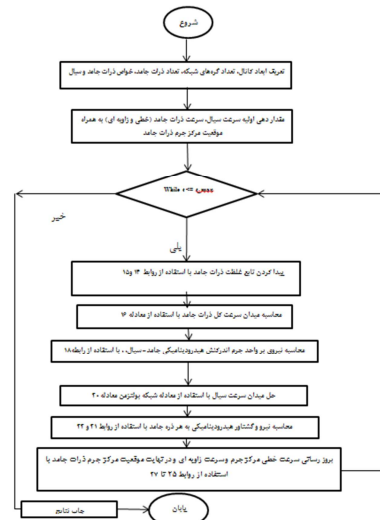 شروع
تعریف ابعاد کانال، تعداد گره‌های شبکه، تعداد ذرات جامد، خواص ذرات جامد و سیال
مقدار دهی اولیه سرعت سیال، سرعت ذرات جامد (خطی و زاویه ای) به همراه
موقعیت مرکز جرم ذرات جامد
While t <=
خیر
بلی
پیدا کردن تابع غلظت ذرات جامد با استفاده از روابط ۱۴ و۱۵
محاسبه میدان سرعت کل ذرات جامد با استفاده از معادله ۱۶
محاسبه نیروی بر واحد جرم اندرکنش هیدرودینامیکی جامد-سیال،، با استفاده از رابطه۱۸
حل میدان سرعت سیال با استفاده از معادله شبکه بولتزمن معادله ۲۰
محاسبه نیرو و گشتاور هیدرودینامیکی به هر ذره جامد با استفاده از روابط ۲۱ و ۲۲
بروز رسانی سرعت خطی مرکز جرم و سرعت زاویه ای و در نهایت موقعیت مرکز جرم ذرات جامد با
استفاده از روابط ۲۵ تا ۲۷
چاپ نتایج
پایان